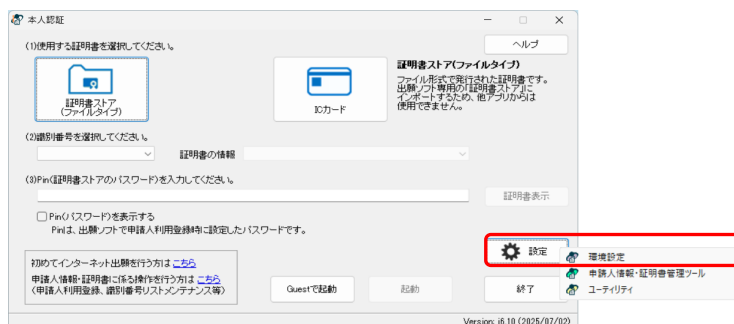 本人認証
(1)使用する証明書を選択してください。
ヘルプ
証明書ストア
(ファイルタイプ)
ICカード
証明書ストア(ファイルタイプ)
ファイル形式で発行された証明書です。
出願ソフト専用の「証明書ストア」に
インポートするため、他アプリからは
使用できません。
(2)識別番号を選択してください。
証明書の情報
(3)Pin(証明書ストアのパスワード)を入力してください。
証明書表示
Pin(パスワード)を表示する
Pinは、出願ソフトで申請人利用登録時に設定したパスワードです。
設定
環境設定
申請人情報・証明書管理ツール
ユーティリティ
初めてインターネット出願を行う方は こちら
申請人情報・証明書に係る操作を行う方は こちら
(申請人利用登録、識別番号リストメンテナンス等)
Guestで起動
起動
終了
Version: i6.10 (2025/07/02)